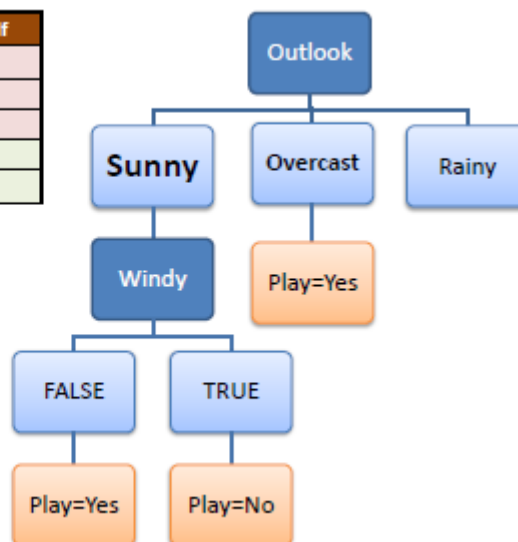 Outlook
Sunny
Overcast
Rainy
Windy
Play=Yes
FALSE
TRUE
Play=Yes
Play=No